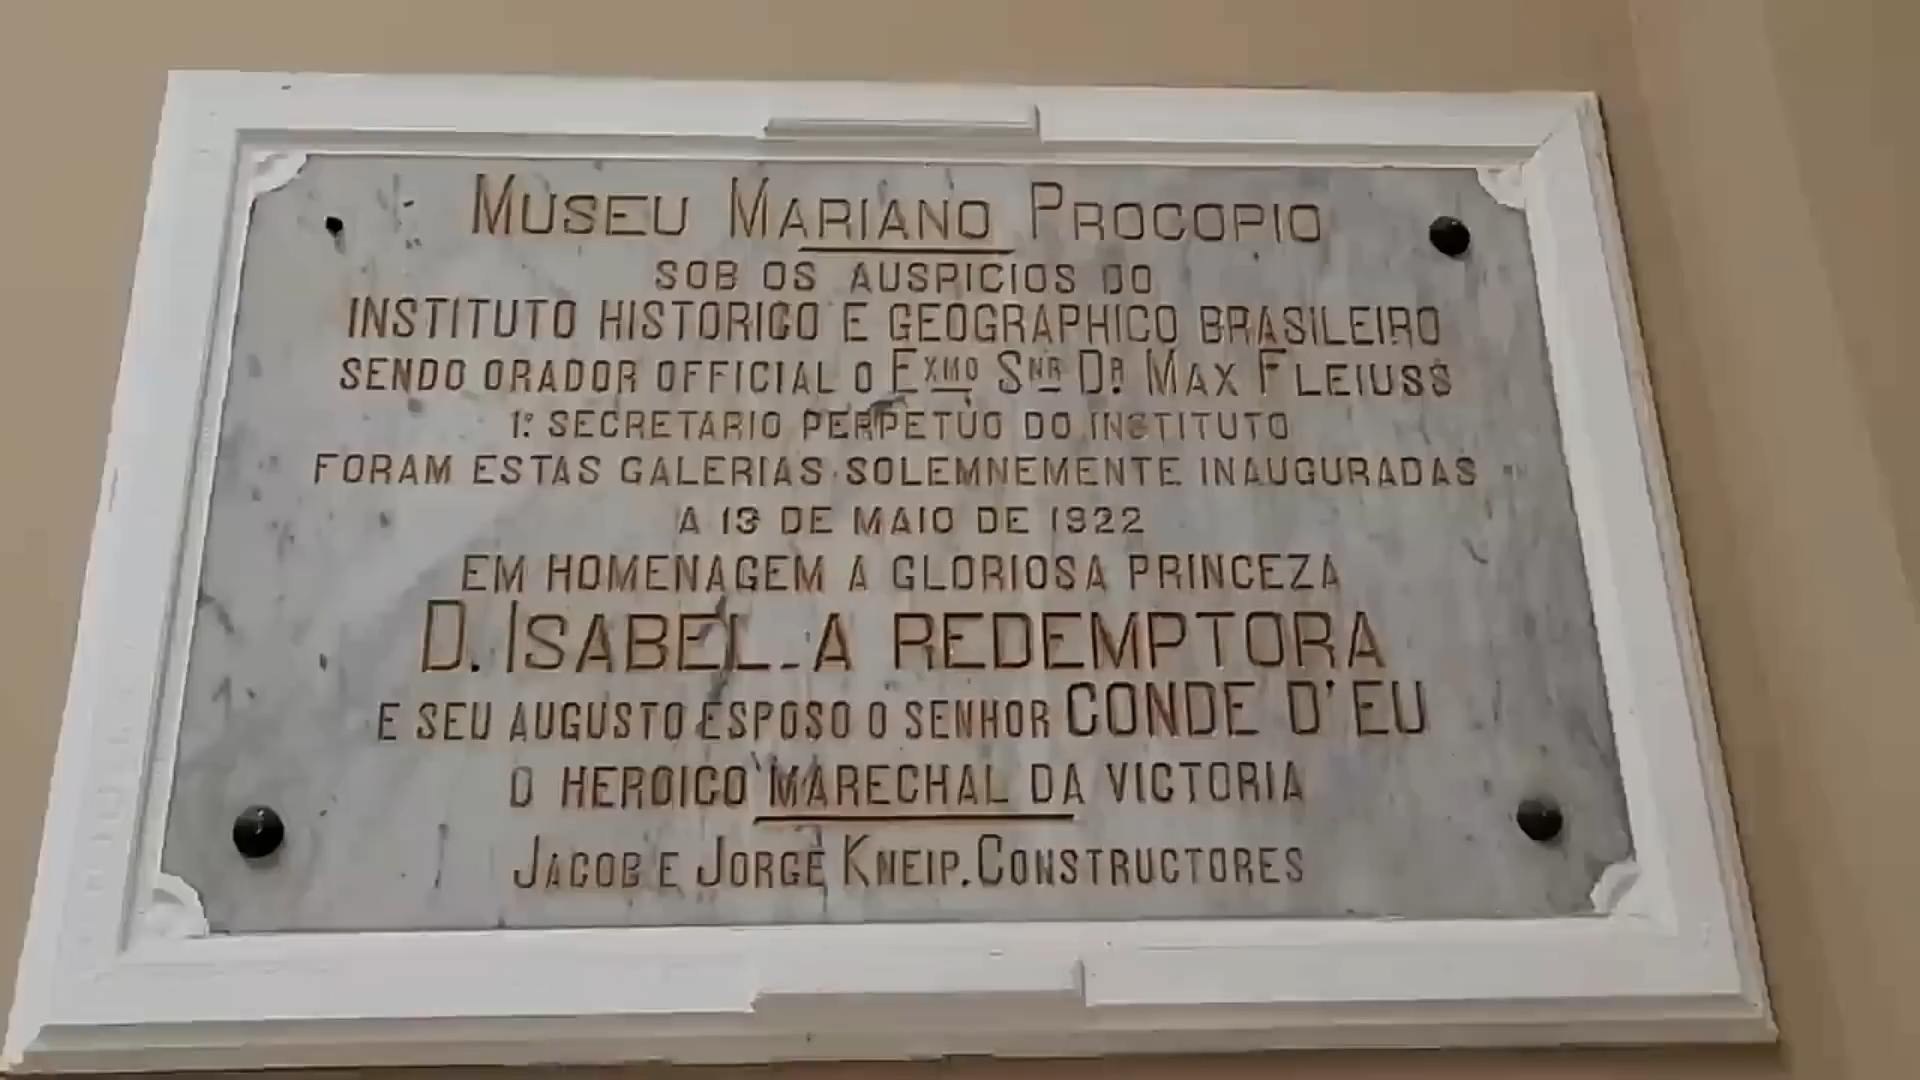 MUSEU MARIANO PROCOPIO
SOB OS AUSPICIOS DO
INSTITUTO HISTORICO E GEOGRAPHICO BRASILEIRO
SENDO ORADOR OFFICIAL O EXMO SNR DR MAX FLEIUSS
1º SECRETARIO PERPETUO DO INSTITUTO
FORAM ESTAS GALERIAS SOLEMNEMENTE INAUGURADAS
A 13 DE MAIO DE 1922
EM HOMENAGEM A GLORIOSA PRINCEZA
D. ISABEL - A REDEMPTORA
E SEU AUGUSTO ESPOSO O SENHOR CONDE D'EU
O HEROICO MARECHAL DA VICTORIA
JACOB E JORGE KNEIP. CONSTRUCTORES